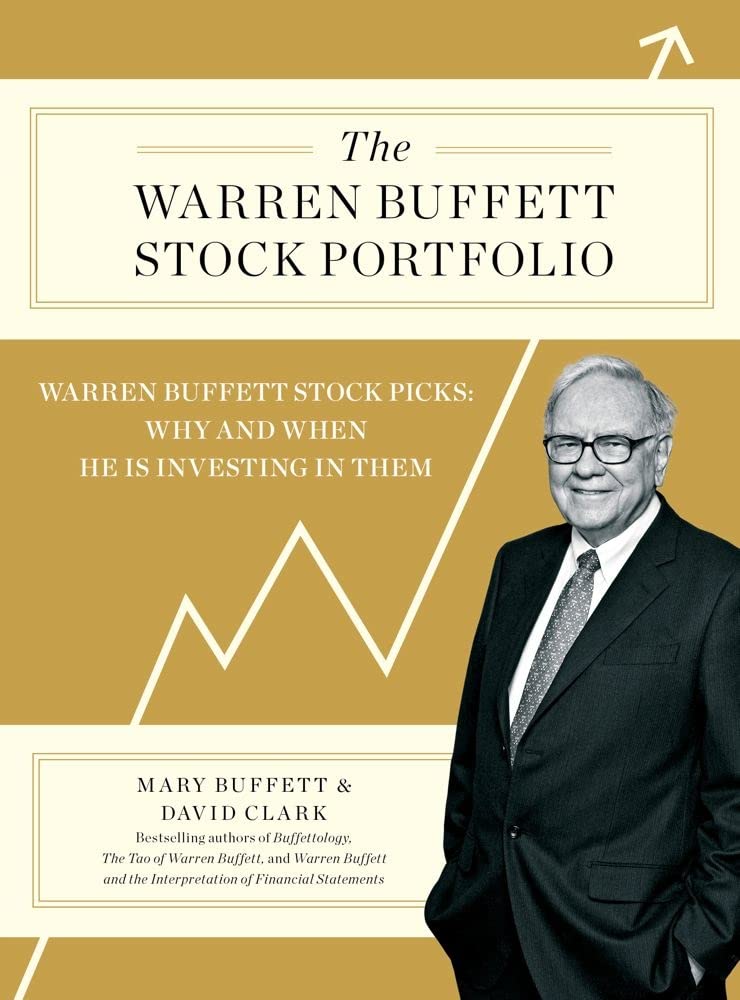 The
WARREN BUFFETT
STOCK PORTFOLIO
WARREN BUFFETT STOCK PICKS:
WHY AND WHEN
HE IS INVESTING IN THEM
MARY BUFFETT &
DAVID CLARK
Bestselling authors of Buffettology,
The Tao of Warren Buffett, and Warren Buffett
and the Interpretation of Financial Statements